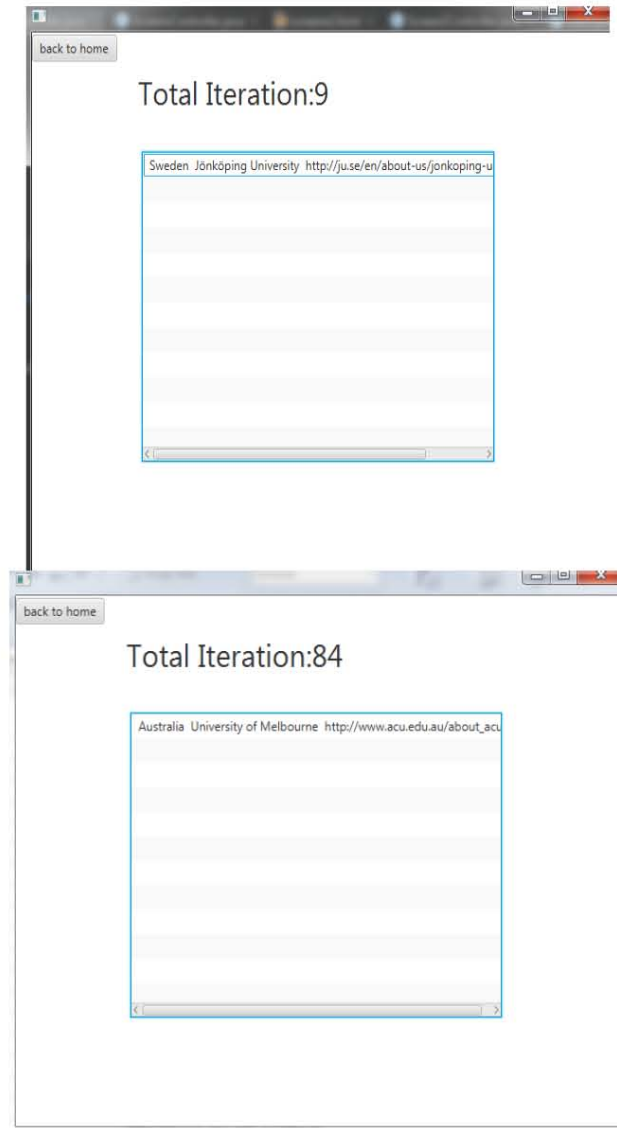 back to home
Total Iteration:9
Sweden Jönköping University http://ju.se/en/about-us/jonkoping-u
back to home
Total Iteration:84
Australia University of Melbourne http://www.acu.edu.au/about_acu